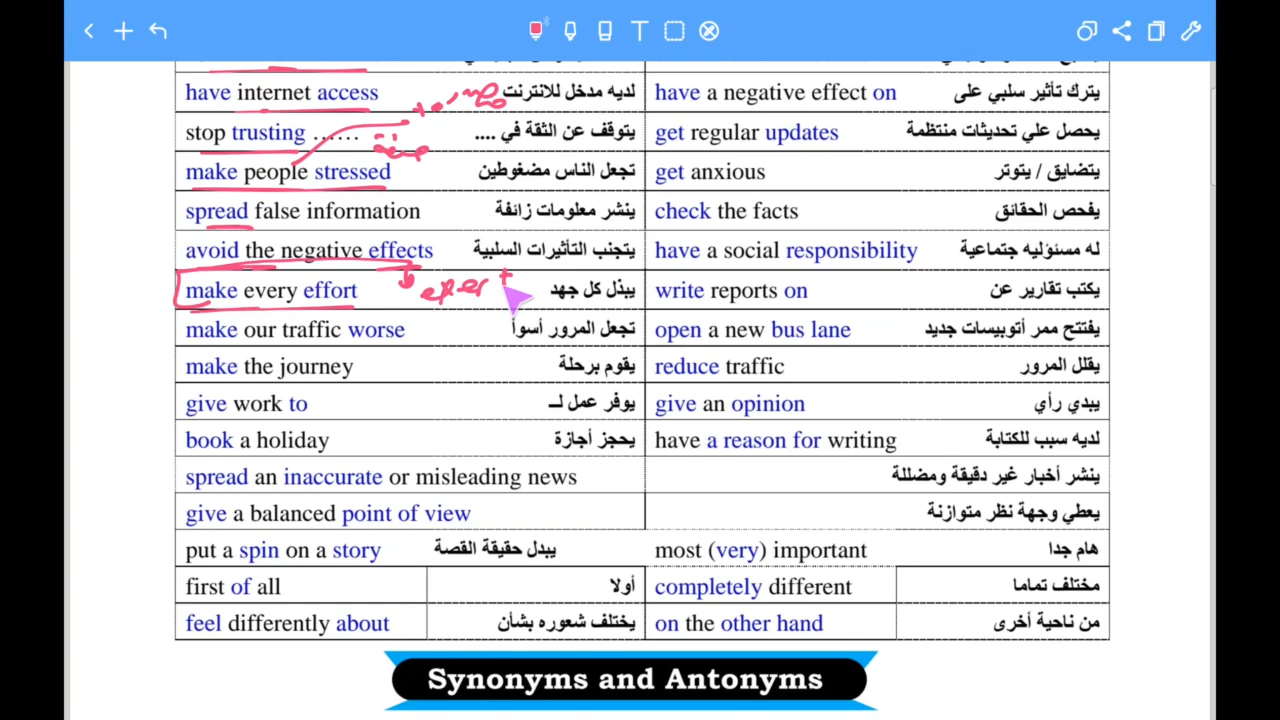 have internet access لديه مدخل للانترنت have a negative effect on يترك تأثير سلبي على
stop trusting …… يتوقف عن الثقة في .... get regular updates يحصل علي تحديثات منتظمة
make people stressed تجعل الناس مضغوطين get anxious يتضايق / يتوتر
spread false information ينشر معلومات زائفة check the facts يفحص الحقائق
avoid the negative effects يتجنب التأثيرات السلبية have a social responsibility له مسئوليه جتماعية
make every effort يبذل كل جهد write reports on يكتب تقارير عن
make our traffic worse تجعل المرور أسوأ open a new bus lane يفتتح ممر أتوبيسات جديد
make the journey يقوم برحلة reduce traffic يقلل المرور
give work to يوفر عمل لــ give an opinion يبدي رأي
book a holiday يحجز أجازة have a reason for writing لديه سبب للكتابة
spread an inaccurate or misleading news ينشر أخبار غير دقيقة ومضللة
give a balanced point of view يعطي وجهة نظر متوازنة
put a spin on a story يبدل حقيقة القصة most (very) important هام جدا
first of all أولا completely different مختلف تماما
feel differently about يختلف شعوره بشأن on the other hand من ناحية أخرى
Synonyms and Antonyms